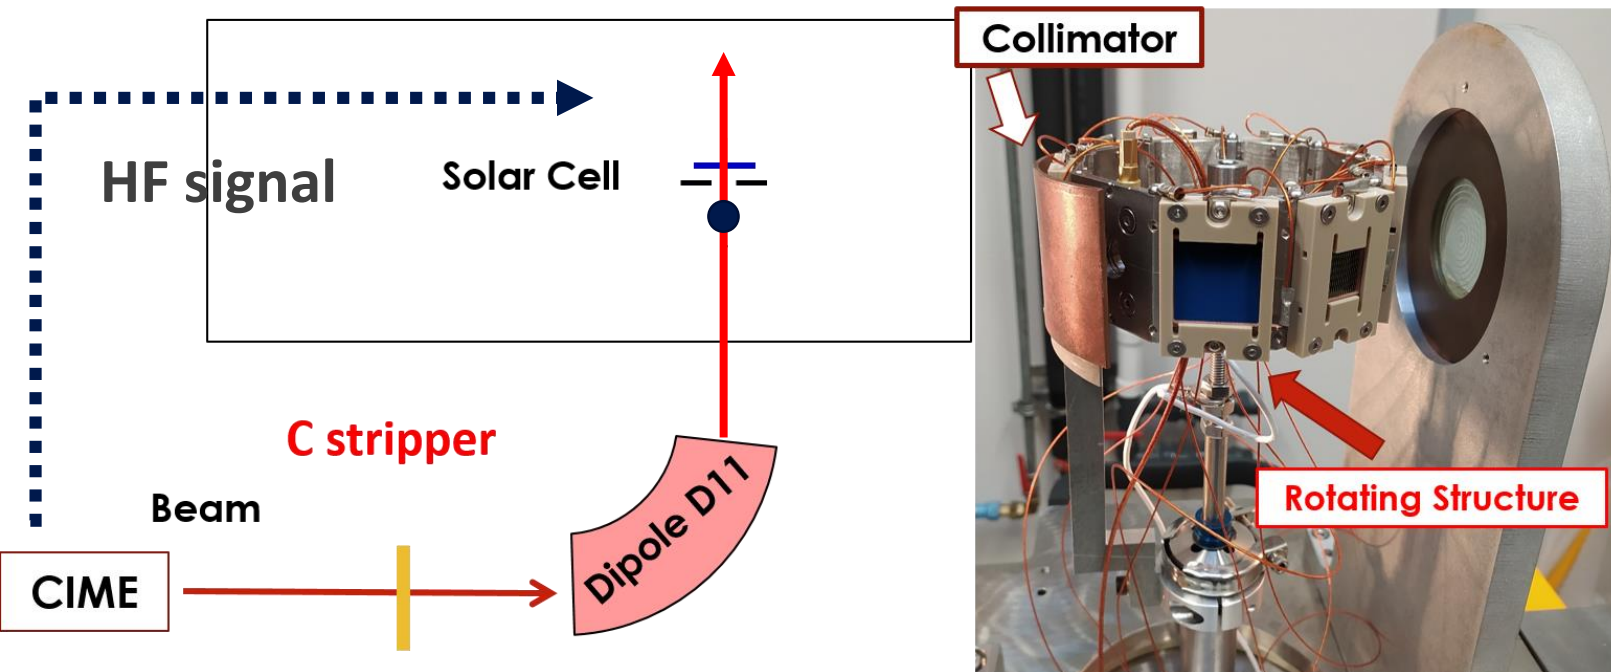 Collimator
HF signal
Solar Cell
C stripper
Beam
Dipole D11
CIME
Rotating Structure